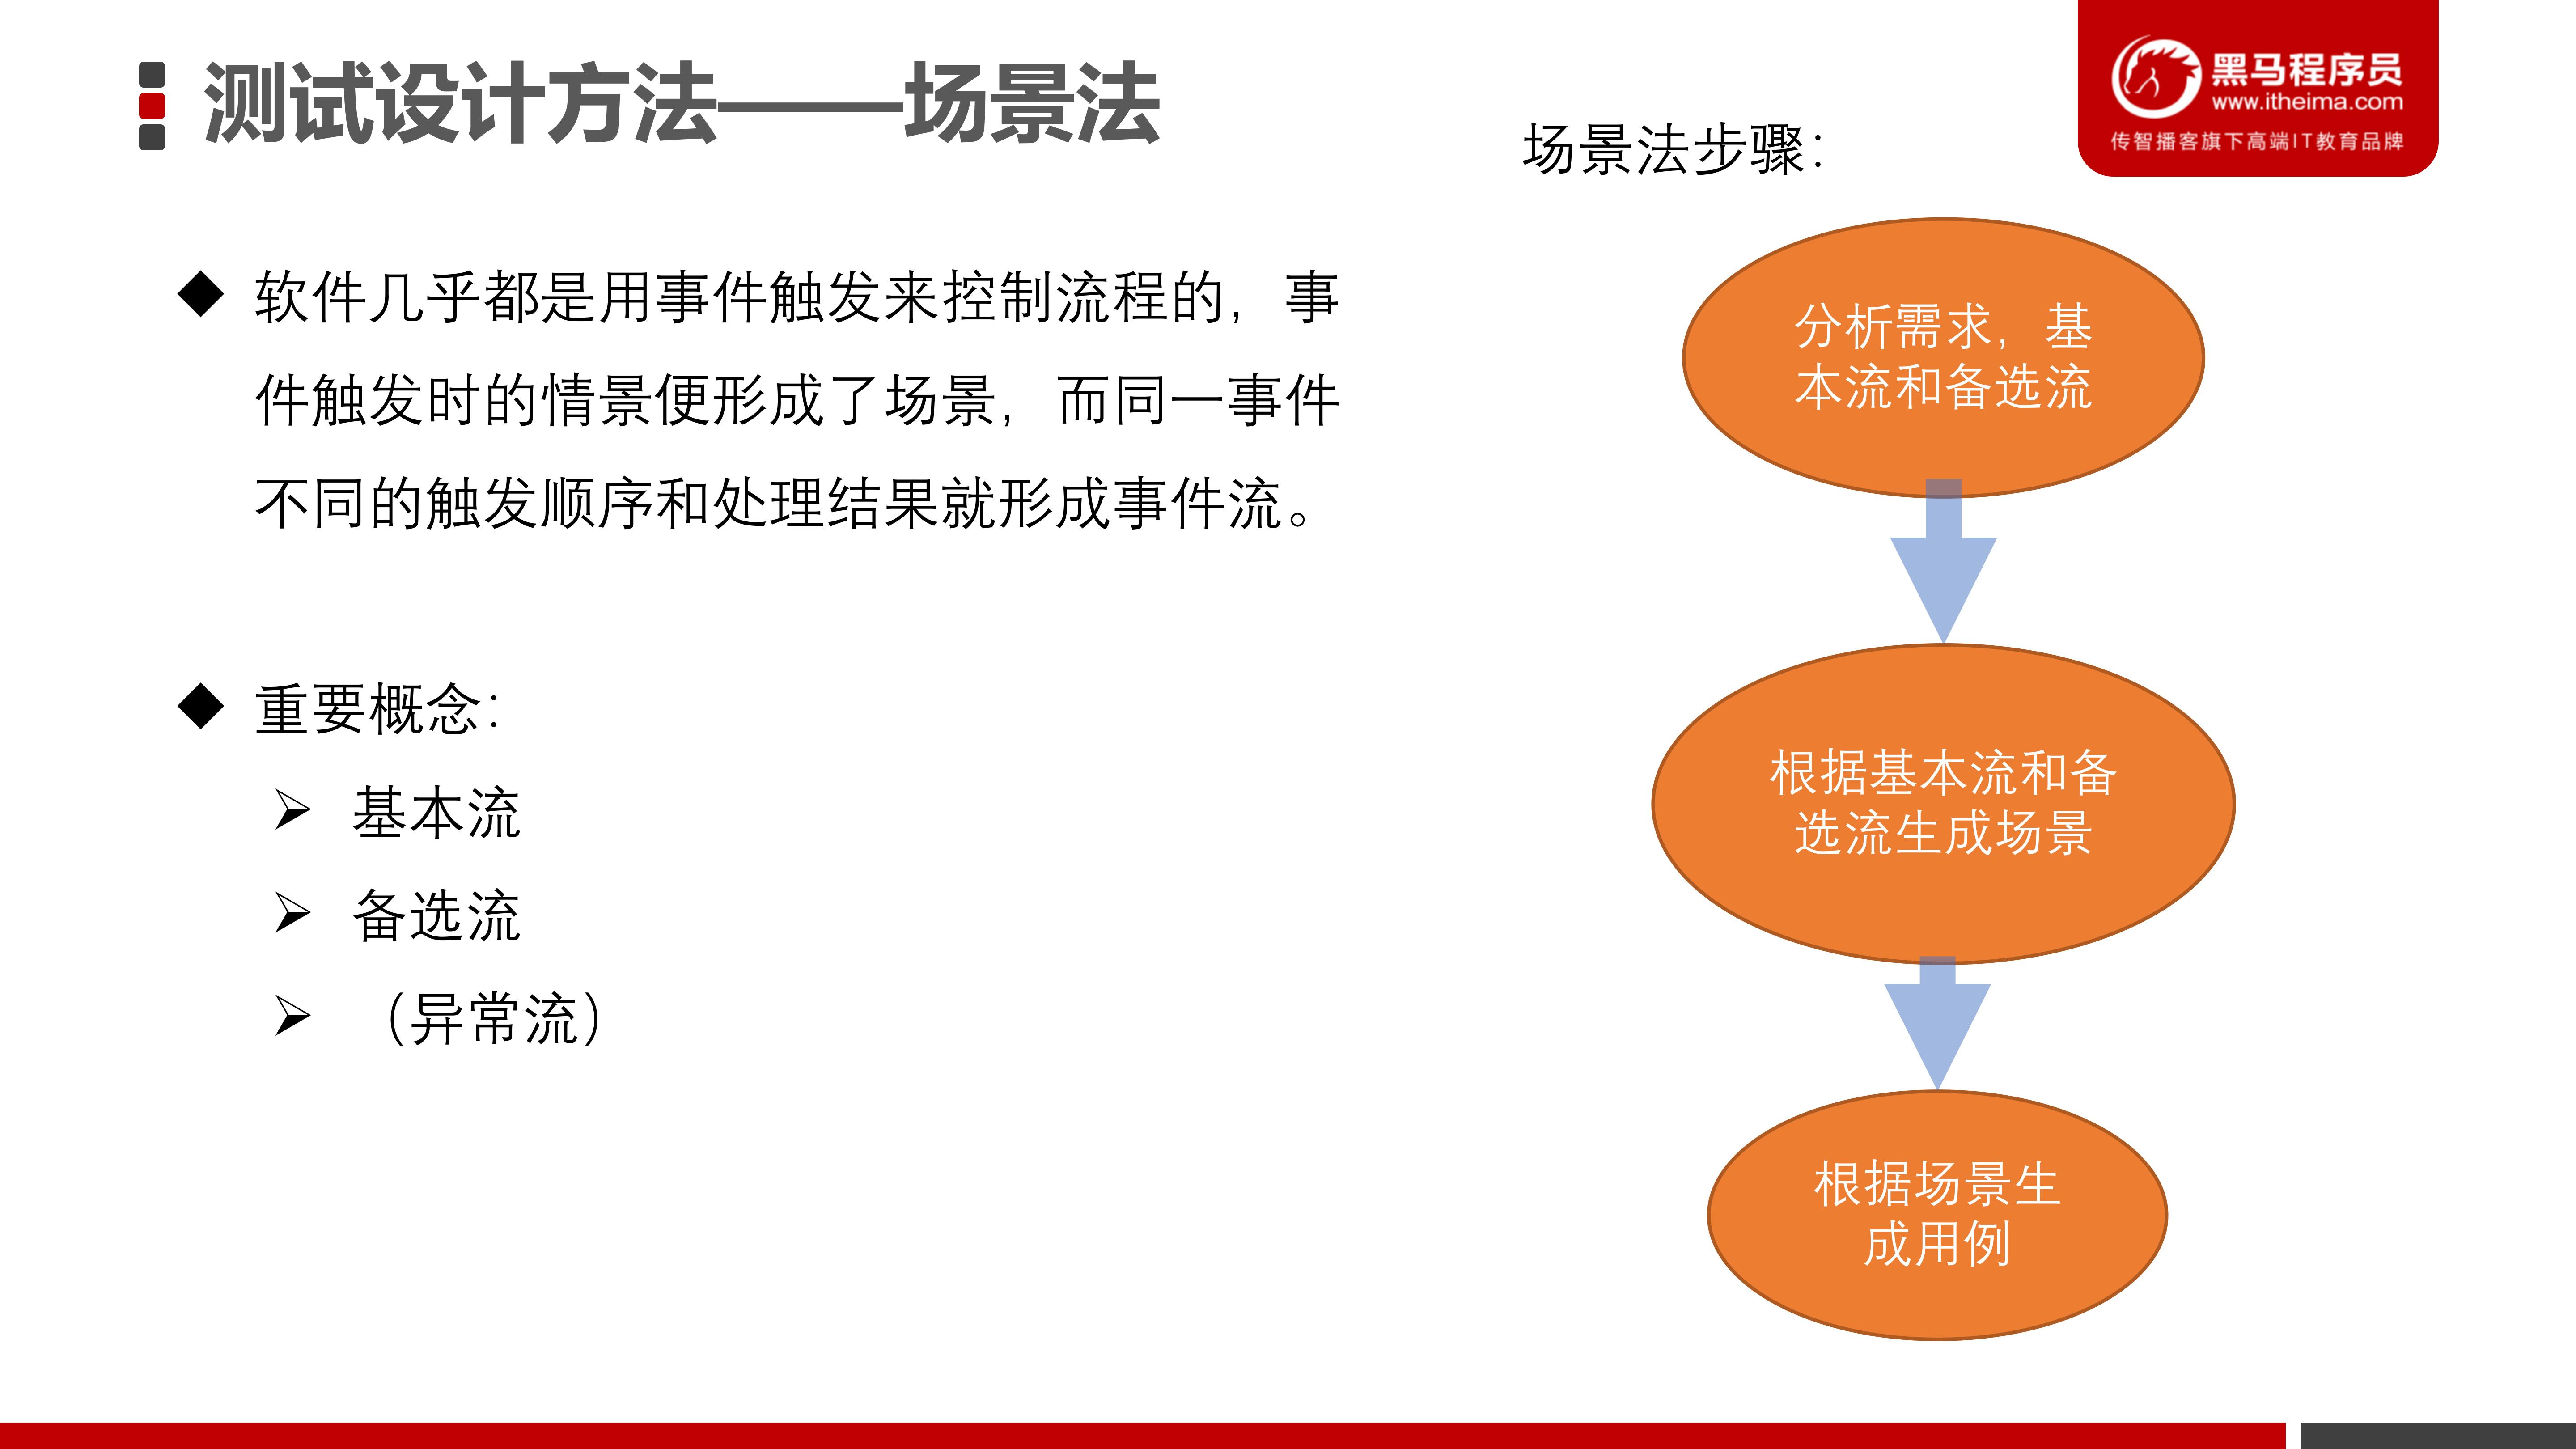 测试设计方法——场景法
黑马程序员
www.itheima.com
传智播客旗下高端IT教育品牌
软件几乎都是用事件触发来控制流程的，事
件触发时的情景便形成了场景，而同一事件
不同的触发顺序和处理结果就形成事件流。
重要概念：
基本流
备选流
（异常流）
场景法步骤：
分析需求，基
本流和备选流
根据基本流和备
选流生成场景
根据场景生
成用例